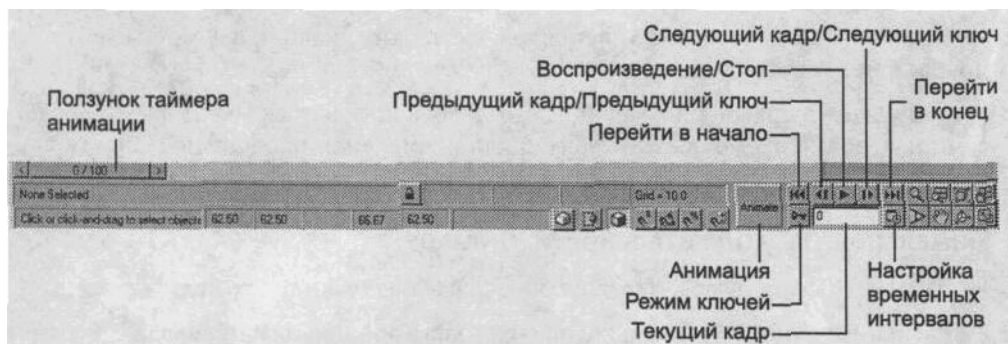 Следующий кадр/Следующий ключ
Воспроизведение/Стоп
Предыдущий кадр/Предыдущий ключ
Перейти в начало
Перейти
в конец
Ползунок таймера
анимации
0 / 100
None Selected
Grid = 10.0
Animate
Click or click-and-drag to select objects
62.50
62.50
66.67
62.50
0
Анимация
Режим ключей
Текущий кадр
Настройка
временных
интервалов